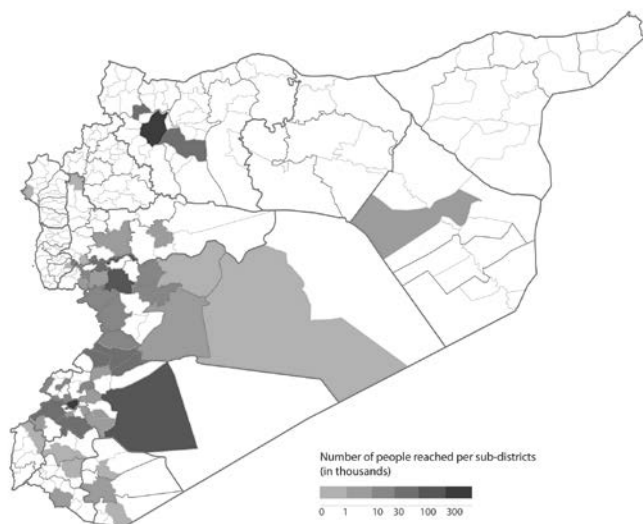 Number of people reached per sub-districts
(in thousands)
0 1 10 30 100 300